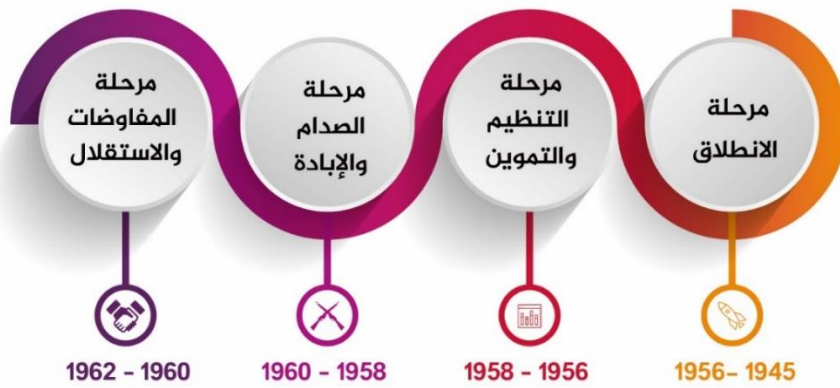 مرحلة
الانطلاق
1956– 1945
مرحلة
التنظيم
والتموين
1958 - 1956
مرحلة
الصدام
والإبادة
1960 - 1958
مرحلة
المفاوضات
والاستقلال
1962 - 1960